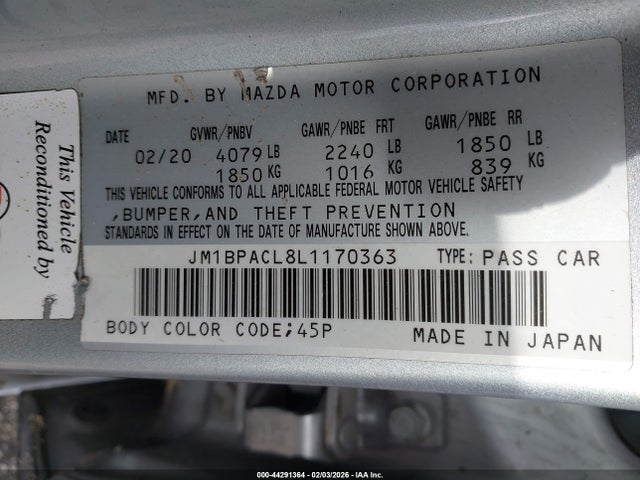 MFD. BY MAZDA MOTOR CORPORATION
DATE GVWR/PNBV GAWR/PNBE FRT GAWR/PNBE RR
02/20 4079 LB 2240 LB 1850 LB
1850 KG 1016 KG 839 KG
THIS VEHICLE CONFORMS TO ALL APPLICABLE FEDERAL MOTOR VEHICLE SAFETY
,BUMPER,AND THEFT PREVENTION
STANDARDS IN EFFECT ON THE DATE OF MANUFACTURE SHOWN ABOVE.
JM1BPACL8L1170363 TYPE: PASS CAR
BODY COLOR CODE;45P MADE IN JAPAN
This Vehicle
Reconditioned by
000-44291364 - 02/03/2026 - IAA Inc.